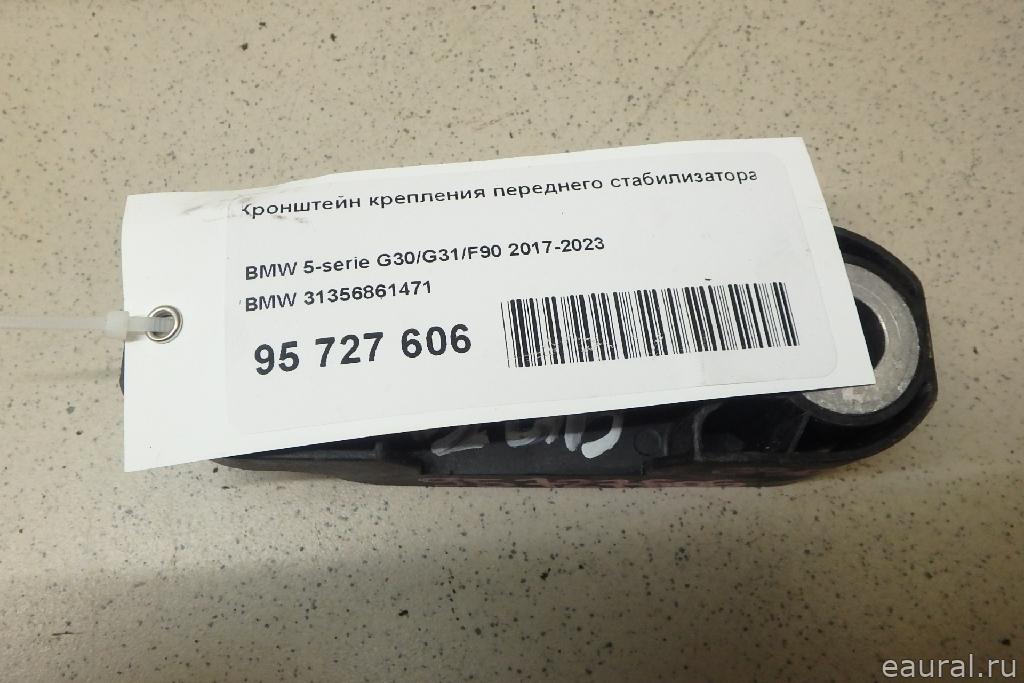 Кронштейн крепления переднего стабилизатора
BMW 5-serie G30/G31/F90 2017-2023
BMW 31356861471
95 727 606
eaural.ru